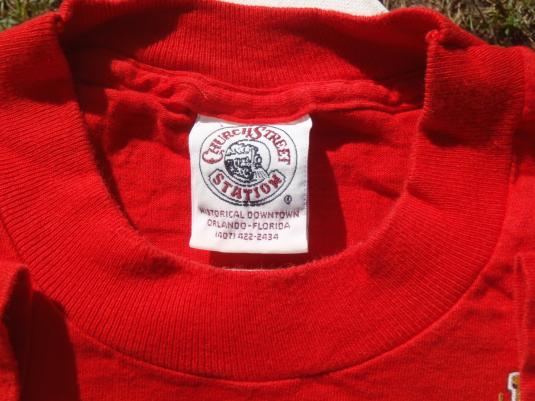 CHURCH STREET
STATION
®
HISTORICAL DOWNTOWN
ORLANDO-FLORIDA
(407) 422-2434